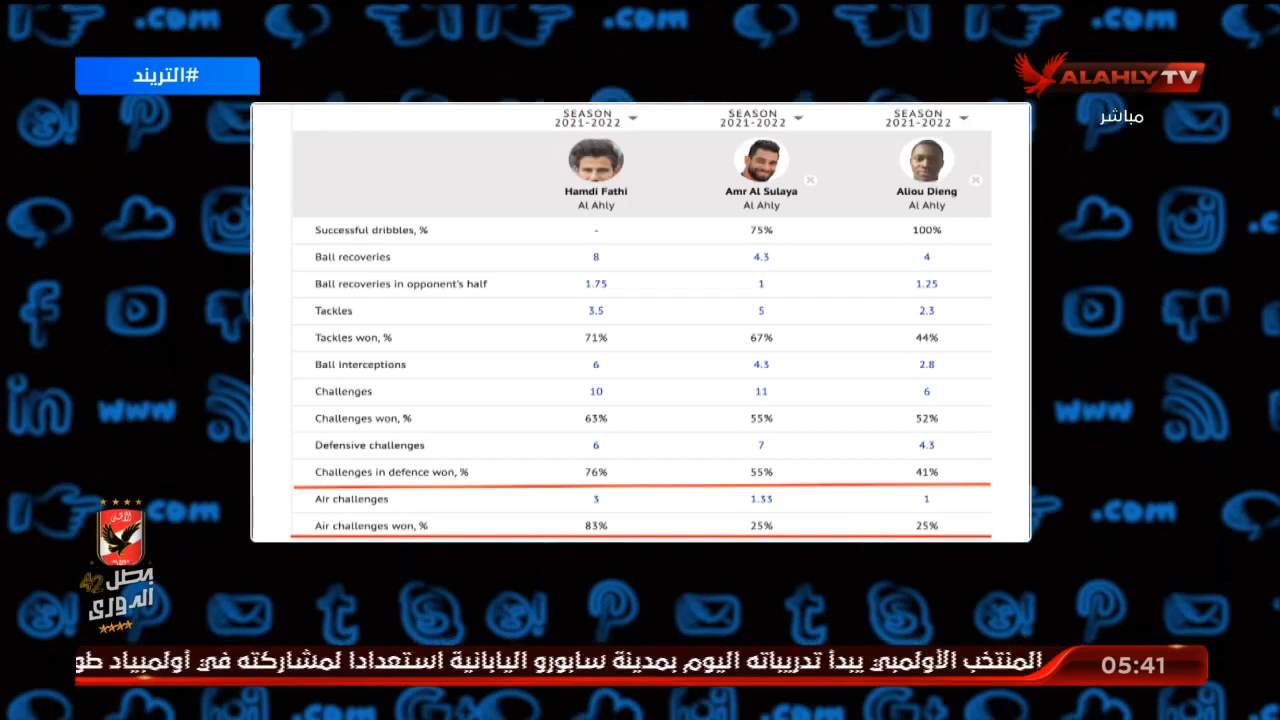 #التريند
ALAHLY TV
مباشر
SEASON 2021-2022 SEASON 2021-2022 SEASON 2021-2022
Hamdi Fathi Amr Al Sulaya Aliou Dieng
Al Ahly Al Ahly Al Ahly
Successful dribbles, % - 75% 100%
Ball recoveries 8 4.3 4
Ball recoveries in opponent's half 1.75 1 1.25
Tackles 3.5 5 2.3
Tackles won, % 71% 67% 44%
Ball interceptions 6 4.3 2.8
Challenges 10 11 6
Challenges won, % 63% 55% 52%
Defensive challenges 6 7 4.3
Challenges in defence won, % 76% 55% 41%
Air challenges 3 1.33 1
Air challenges won, % 83% 25% 25%
بطل 42
الدورى
المنتخب الأولمبي يبدأ تدريباته اليوم بمدينة سابورو اليابانية استعدادا لمشاركته في أولمبياد طو
05:41
.com
www